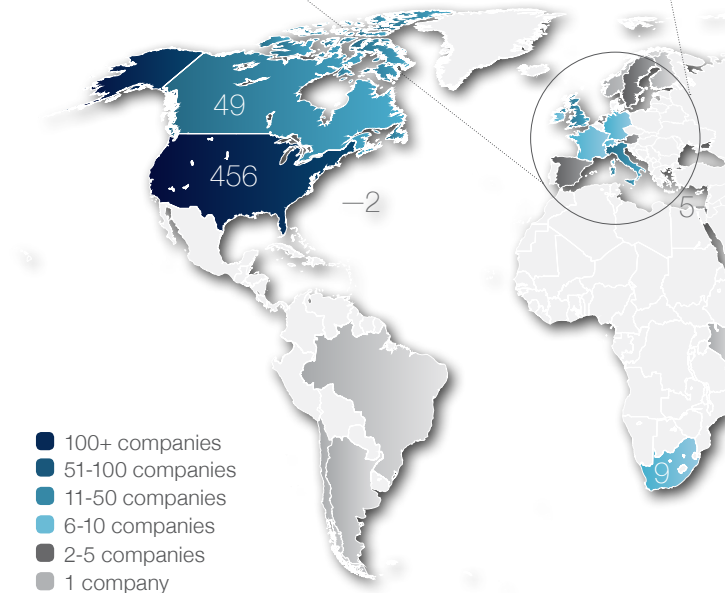 49
456
—2
5
9
100+ companies
51-100 companies
11-50 companies
6-10 companies
2-5 companies
1 company